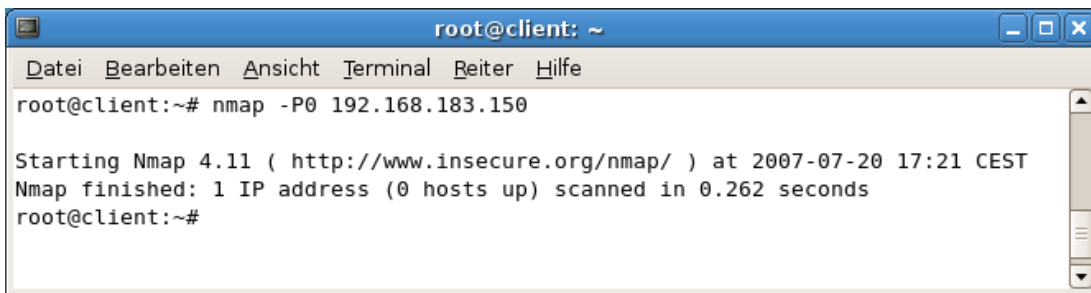 root@client: ~
Datei Bearbeiten Ansicht Terminal Reiter Hilfe
root@client:~# nmap -P0 192.168.183.150
Starting Nmap 4.11 ( http://www.insecure.org/nmap/ ) at 2007-07-20 17:21 CEST
Nmap finished: 1 IP address (0 hosts up) scanned in 0.262 seconds
root@client:~#